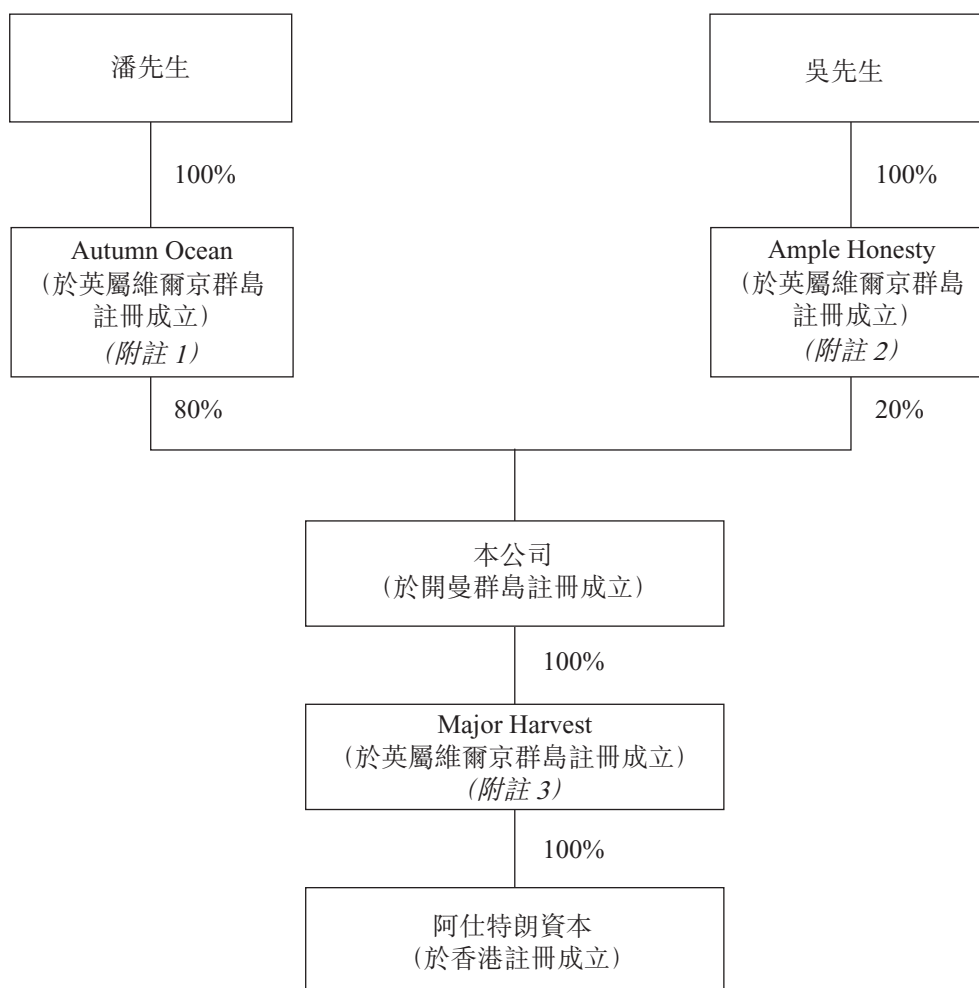 潘先生
吳先生
100%
100%
Autumn Ocean
(於英屬維爾京群島
註冊成立)
(附註 1)
Ample Honesty
(於英屬維爾京群島
註冊成立)
(附註 2)
80%
20%
本公司
(於開曼群島註冊成立)
100%
Major Harvest
(於英屬維爾京群島註冊成立)
(附註 3)
100%
阿仕特朗資本
(於香港註冊成立)